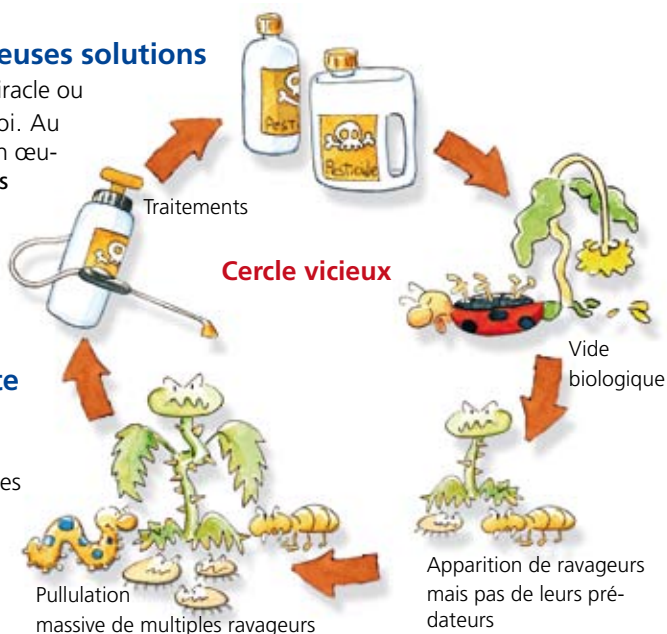 euses solutions
iracle ou
oi. Au
n œu-
s
Pesti
Pesticide
Traitements
Cercle vicieux
Vide
biologique
te
es
Apparition de ravageurs
mais pas de leurs pré-
dateurs
Pullulation
massive de multiples ravageurs